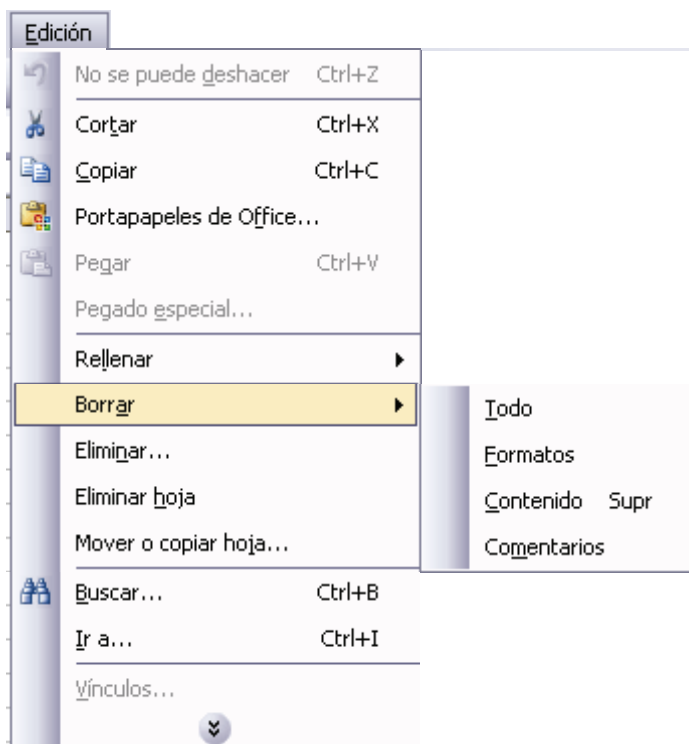 Edición
No se puede deshacer Ctrl+Z
Cortar Ctrl+X
Copiar Ctrl+C
Portapapeles de Office...
Pegar Ctrl+V
Pegado especial...
Rellenar
Borrar
Todo
Eliminar...
Formatos
Eliminar hoja
Contenido Supr
Mover o copiar hoja...
Comentarios
Buscar... Ctrl+B
Ir a... Ctrl+I
Vínculos...